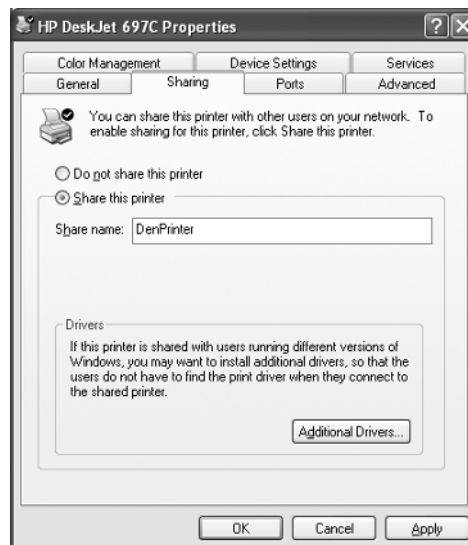 HP DeskJet 697C Properties
Color Management Device Settings Services
General Sharing Ports Advanced
You can share this printer with other users on your network. To
enable sharing for this printer, click Share this printer.
Do not share this printer
Share this printer
Share name: DenPrinter
Drivers
If this printer is shared with users running different versions of
Windows, you may want to install additional drivers, so that the
users do not have to find the print driver when they connect to
the shared printer.
Additional Drivers...
OK Cancel Apply